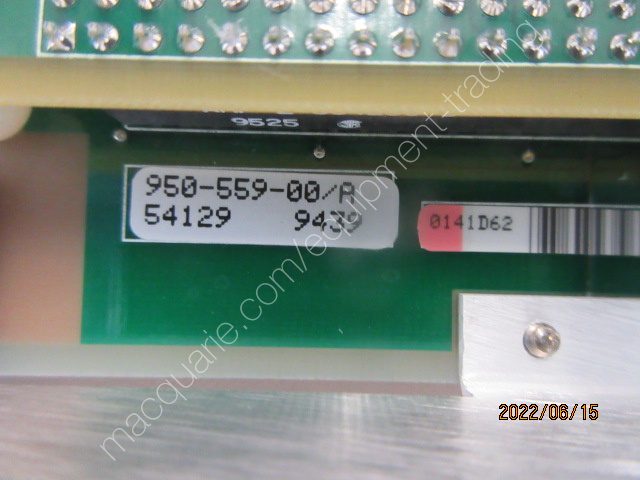 9525
950-559-00/A
54129 9439
0141D62
macquarie.com/equipment-trading
2022/06/15